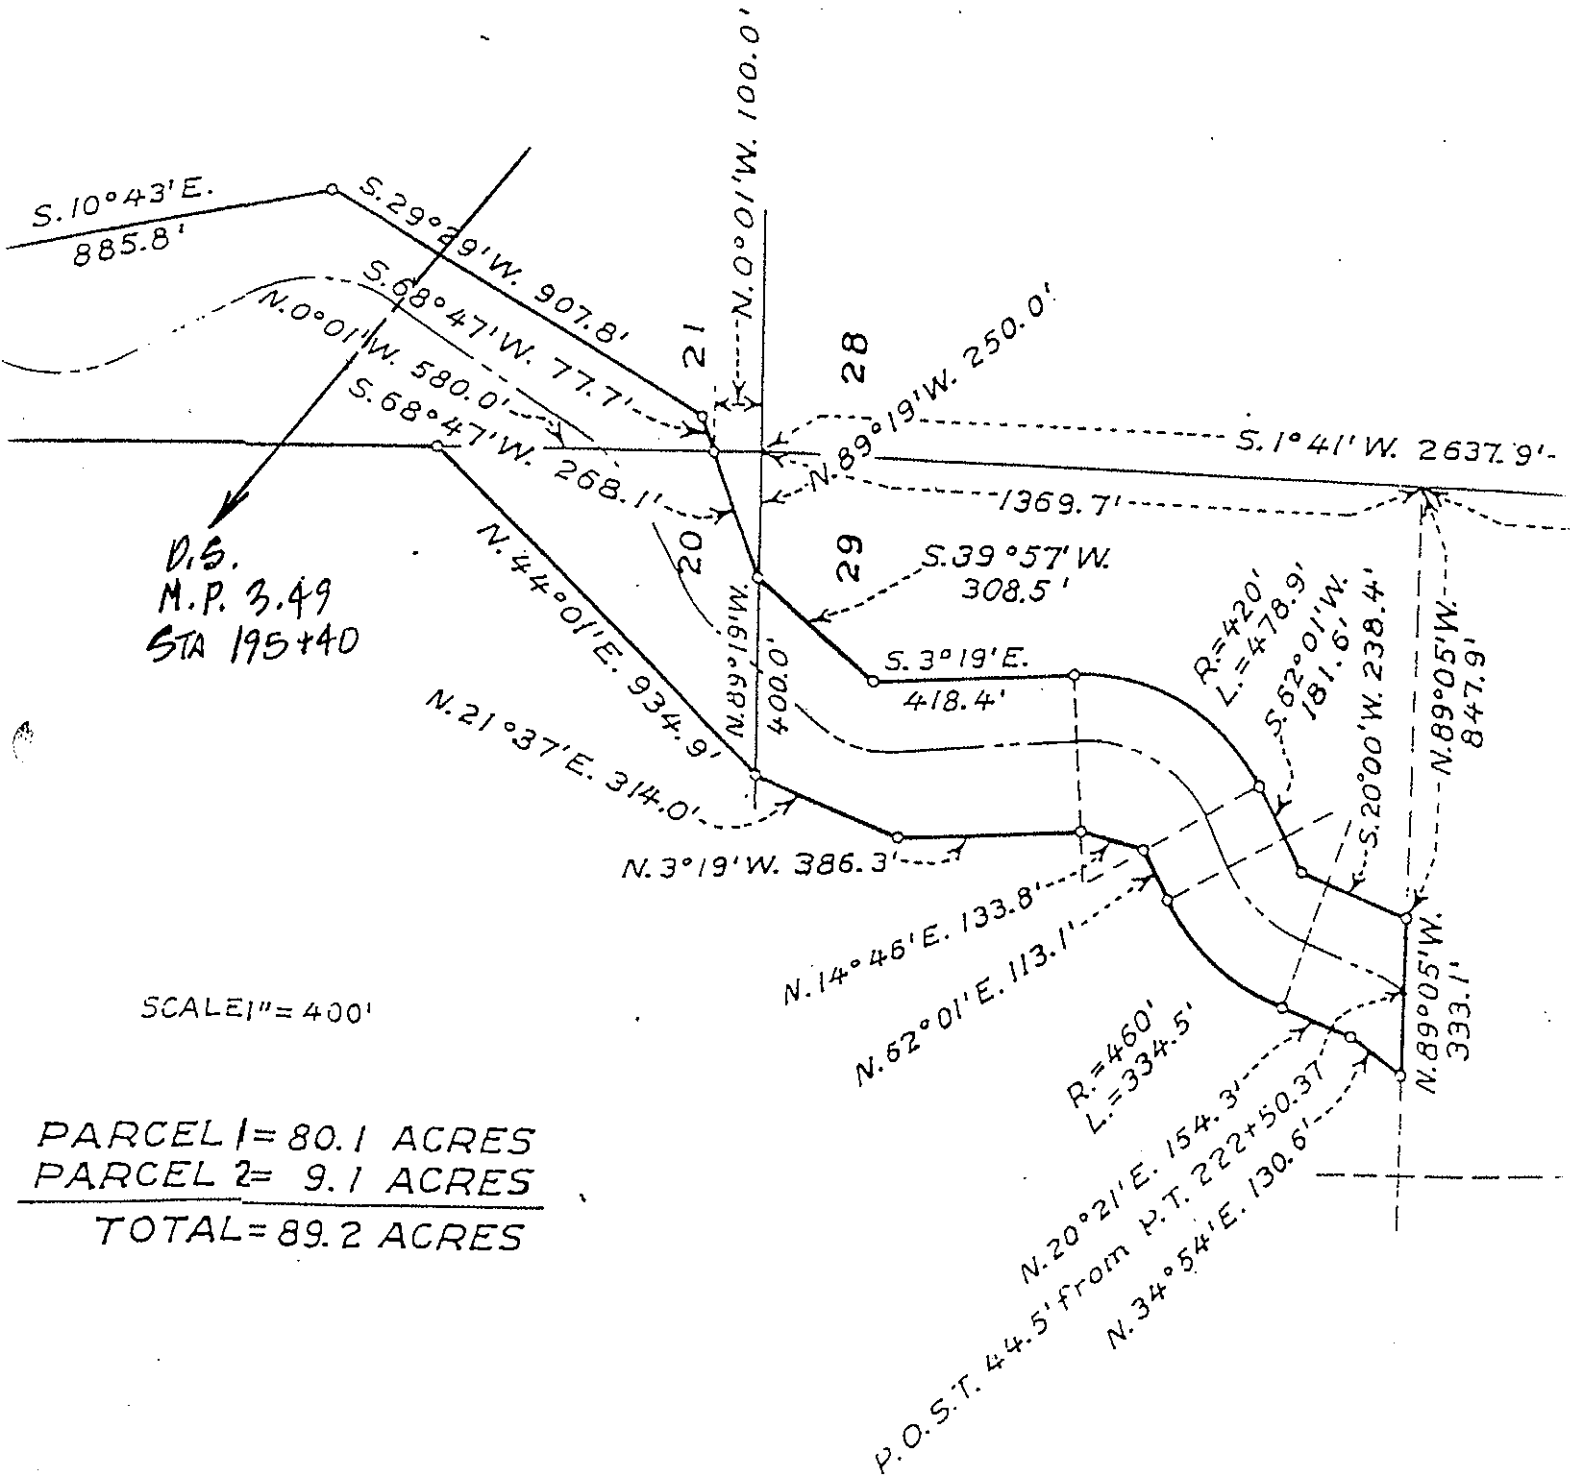 S. 10°43'E.
885.8'
S. 29°29'W. 907.8'
S. 68°47'W. 77.7'
N. 0°01'W. 580.0'
S. 68°47'W. 268.1'
N. 0°01'W. 100.0'
21
28
20
29
N. 89°19'W. 250.0'
S. 1°41'W. 2637.9'
1369.7'
S. 39°57'W.
308.5'
N. 44°01'E. 934.9'
N. 89°19'W.
400.0'
S. 3°19'E.
418.4'
R.=420'
L.=478.9'
S. 62°01'W.
181.6'
S. 20°00'W. 238.4'
N. 89°05'W.
847.9'
D.S.
M.P. 3.49
STA 195+40
N. 21°37'E. 314.0'
N. 3°19'W. 386.3'
N. 14°46'E. 133.8'
N. 62°01'E. 113.1'
R.=460'
L.=334.5'
N. 89°05'W.
333.1'
N. 20°21'E. 154.3'
P.O.S.T. 44.5' from P.T. 222+50.37
N. 34°54'E. 130.6'
SCALE 1"=400'
PARCEL 1= 80.1 ACRES
PARCEL 2= 9.1 ACRES
TOTAL= 89.2 ACRES